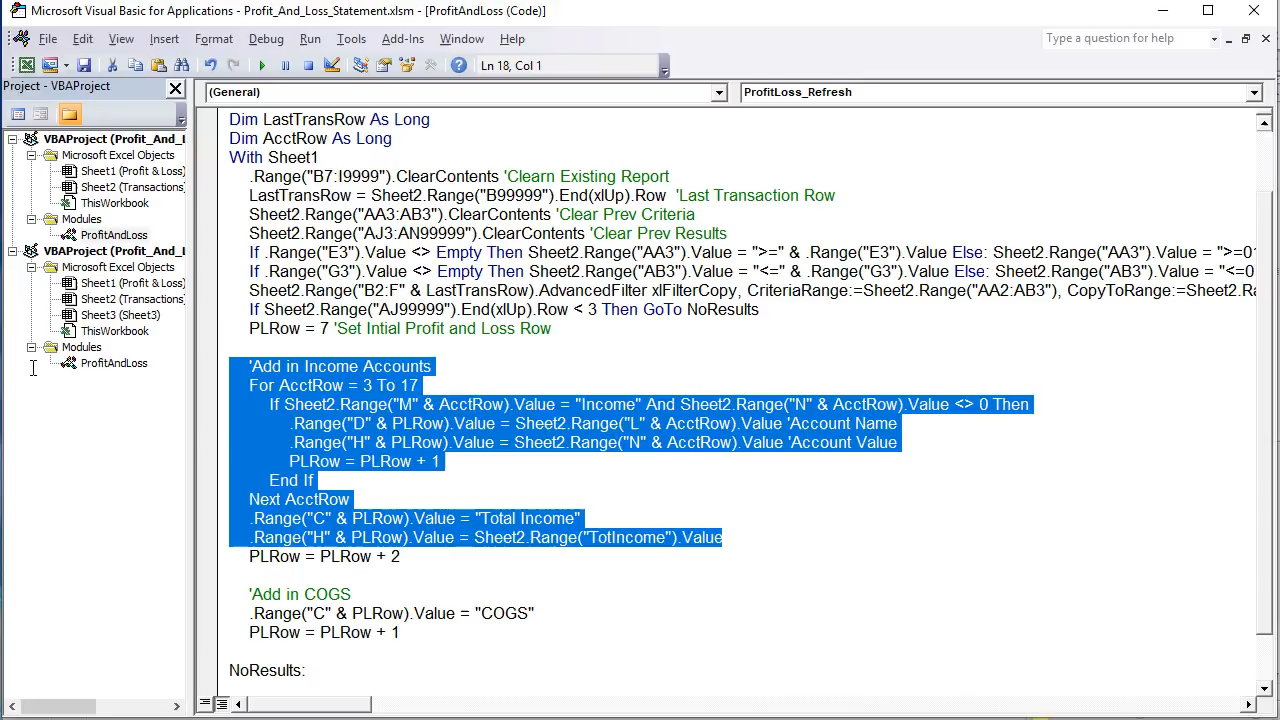 Microsoft Visual Basic for Applications - Profit_And_Loss_Statement.xlsm - [ProfitAndLoss (Code)]
File Edit View Insert Format Debug Run Tools Add-Ins Window Help
Type a question for help
Ln 18, Col 1
Project - VBAProject
VBAProject (Profit_And_L
Microsoft Excel Objects
Sheet1 (Profit & Loss)
Sheet2 (Transactions)
ThisWorkbook
Modules
ProfitAndLoss
VBAProject (Profit_And_L
Microsoft Excel Objects
Sheet1 (Profit & Loss)
Sheet2 (Transactions)
Sheet3 (Sheet3)
ThisWorkbook
Modules
ProfitAndLoss
(General)
ProfitLoss_Refresh
Dim LastTransRow As Long
Dim AcctRow As Long
With Sheet1
.Range("B7:I9999").ClearContents 'Clearn Existing Report
LastTransRow = Sheet2.Range("B99999").End(xlUp).Row 'Last Transaction Row
Sheet2.Range("AA3:AB3").ClearContents 'Clear Prev Criteria
Sheet2.Range("AJ3:AN99999").ClearContents 'Clear Prev Results
If .Range("E3").Value <> Empty Then Sheet2.Range("AA3").Value = ">=" & .Range("E3").Value Else: Sheet2.Range("AA3").Value = ">=01
If .Range("G3").Value <> Empty Then Sheet2.Range("AB3").Value = "<=" & .Range("G3").Value Else: Sheet2.Range("AB3").Value = "<=0
Sheet2.Range("B2:F" & LastTransRow).AdvancedFilter xlFilterCopy, CriteriaRange:=Sheet2.Range("AA2:AB3"), CopyToRange:=Sheet2.Ra
If Sheet2.Range("AJ99999").End(xlUp).Row < 3 Then GoTo NoResults
PLRow = 7 'Set Intial Profit and Loss Row
'Add in Income Accounts
For AcctRow = 3 To 17
If Sheet2.Range("M" & AcctRow).Value = "Income" And Sheet2.Range("N" & AcctRow).Value <> 0 Then
.Range("D" & PLRow).Value = Sheet2.Range("L" & AcctRow).Value 'Account Name
.Range("H" & PLRow).Value = Sheet2.Range("N" & AcctRow).Value 'Account Value
PLRow = PLRow + 1
End If
Next AcctRow
.Range("C" & PLRow).Value = "Total Income"
.Range("H" & PLRow).Value = Sheet2.Range("TotIncome").Value
PLRow = PLRow + 2
'Add in COGS
.Range("C" & PLRow).Value = "COGS"
PLRow = PLRow + 1
NoResults: